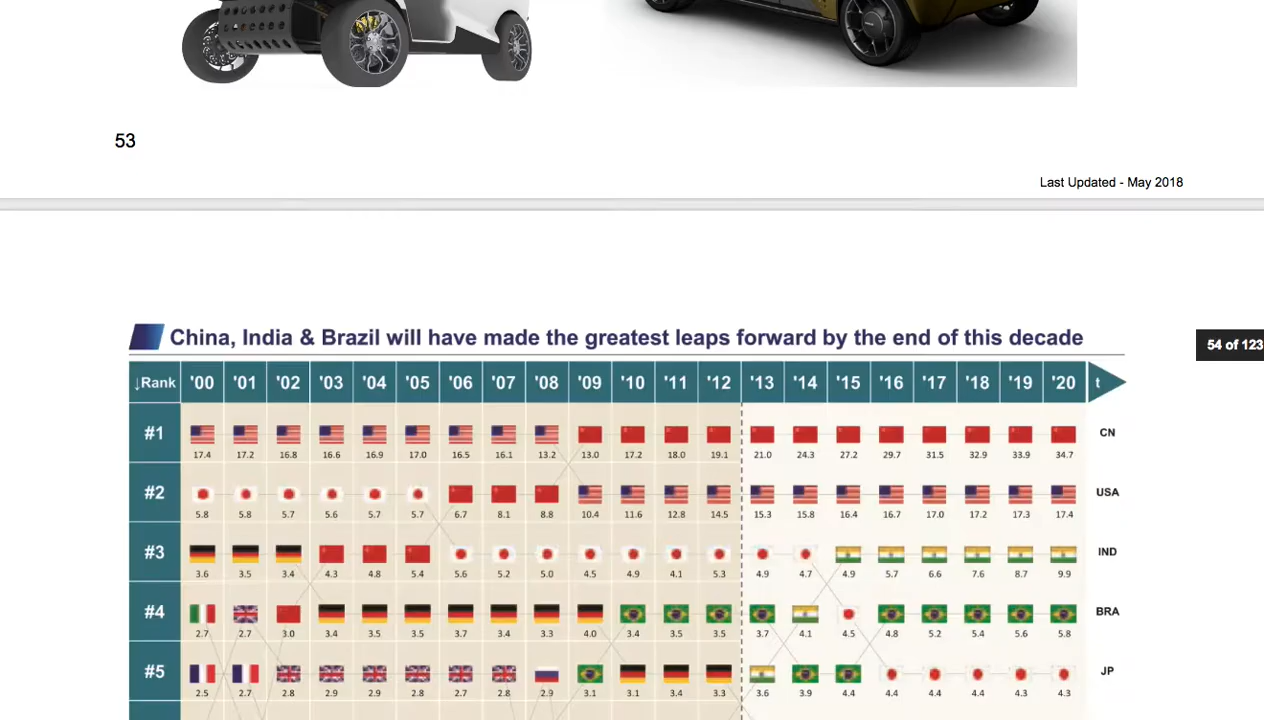 53
Last Updated - May 2018
China, India & Brazil will have made the greatest leaps forward by the end of this decade
54 of 123
↓Rank '00 '01 '02 '03 '04 '05 '06 '07 '08 '09 '10 '11 '12 '13 '14 '15 '16 '17 '18 '19 '20 t
#1 CN
17.4 17.2 16.8 16.6 16.9 17.0 16.5 16.1 13.2 13.0 17.2 18.0 19.1 21.0 24.3 27.2 29.7 31.5 32.9 33.9 34.7
#2 USA
5.8 5.8 5.7 5.6 5.7 5.7 6.7 8.1 8.8 10.4 11.6 12.8 14.5 15.3 15.8 16.4 16.7 17.0 17.2 17.3 17.4
#3 IND
3.6 3.5 3.4 4.3 4.8 5.4 5.6 5.2 5.0 4.5 4.9 4.1 5.3 4.9 4.7 4.9 5.7 6.6 7.6 8.7 9.9
#4 BRA
2.7 2.7 3.0 3.4 3.5 3.5 3.7 3.4 3.3 4.0 3.4 3.5 3.5 3.7 4.1 4.5 4.8 5.2 5.4 5.6 5.8
#5 JP
2.5 2.7 2.8 2.9 2.9 2.8 2.7 2.8 2.9 3.1 3.1 3.4 3.3 3.6 3.9 4.4 4.4 4.4 4.4 4.3 4.3